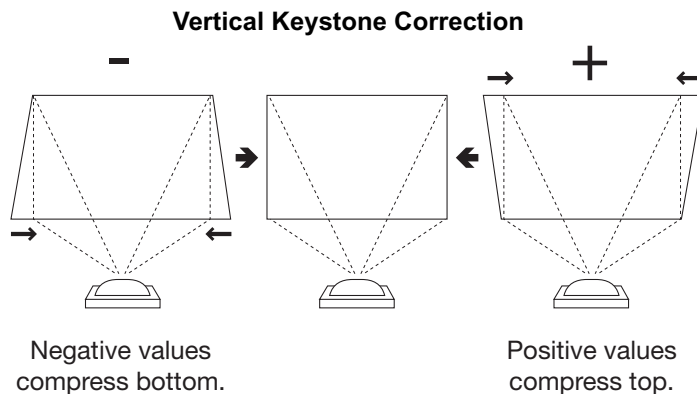 Vertical Keystone Correction
- +
Negative values
compress bottom.
Positive values
compress top.